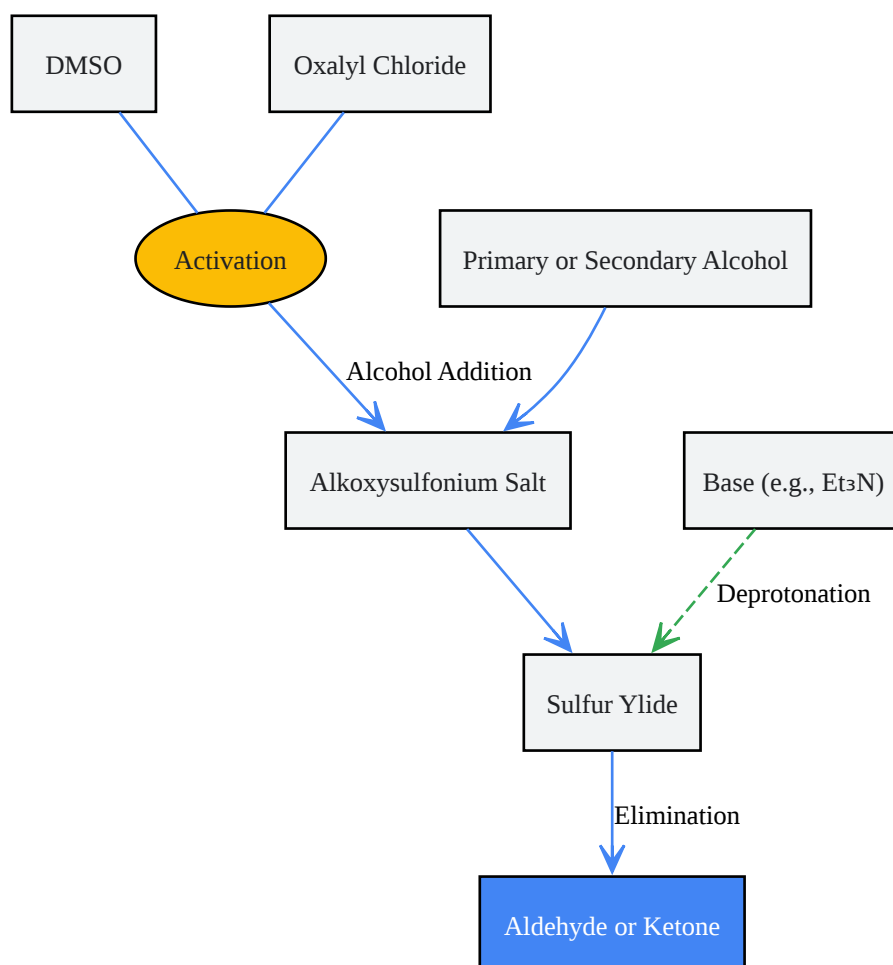 DMSO
Oxalyl Chloride
Activation
Primary or Secondary Alcohol
Alcohol Addition
Alkoxysulfonium Salt
Base (e.g., Et₃N)
Deprotonation
Sulfur Ylide
Elimination
Aldehyde or Ketone